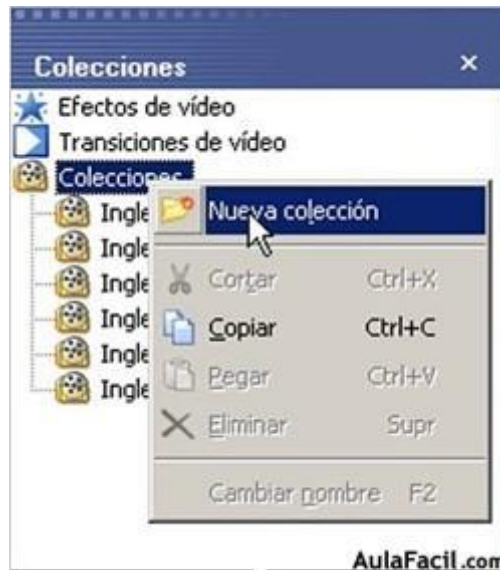 Colecciones
Efectos de vídeo
Transiciones de vídeo
Colecciones
Ingle
Nueva colección
Ingle
Ingle
Cortar Ctrl+X
Ingle
Copiar Ctrl+C
Ingle
Pegar Ctrl+V
Ingle
Eliminar Supr
Cambiar nombre F2
AulaFacil.com